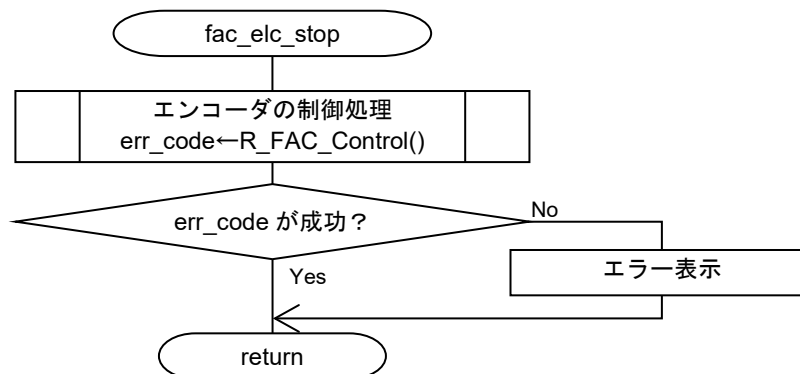 fac_elc_stop
エンコーダの制御処理
err_code←R_FAC_Control()
err_code が成功？
No
エラー表示
Yes
return